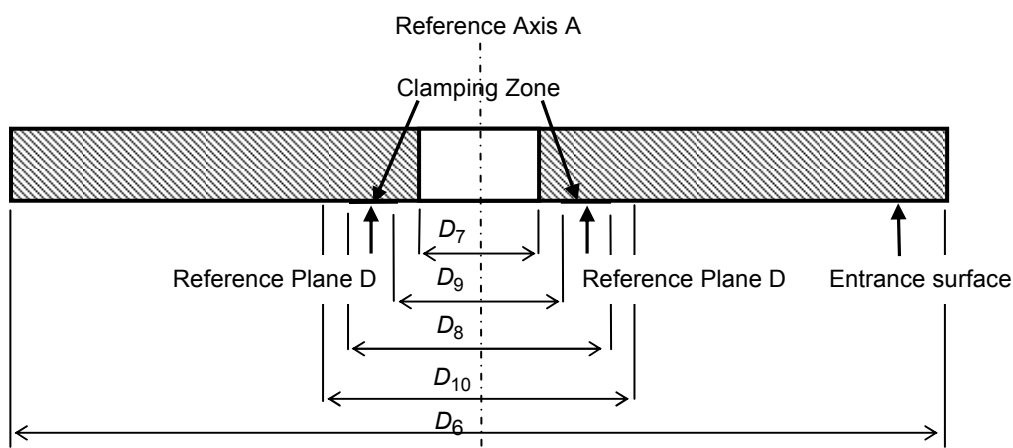 Reference Axis A
Clamping Zone
D7
Reference Plane D
D9
Reference Plane D
Entrance surface
D8
D10
D6